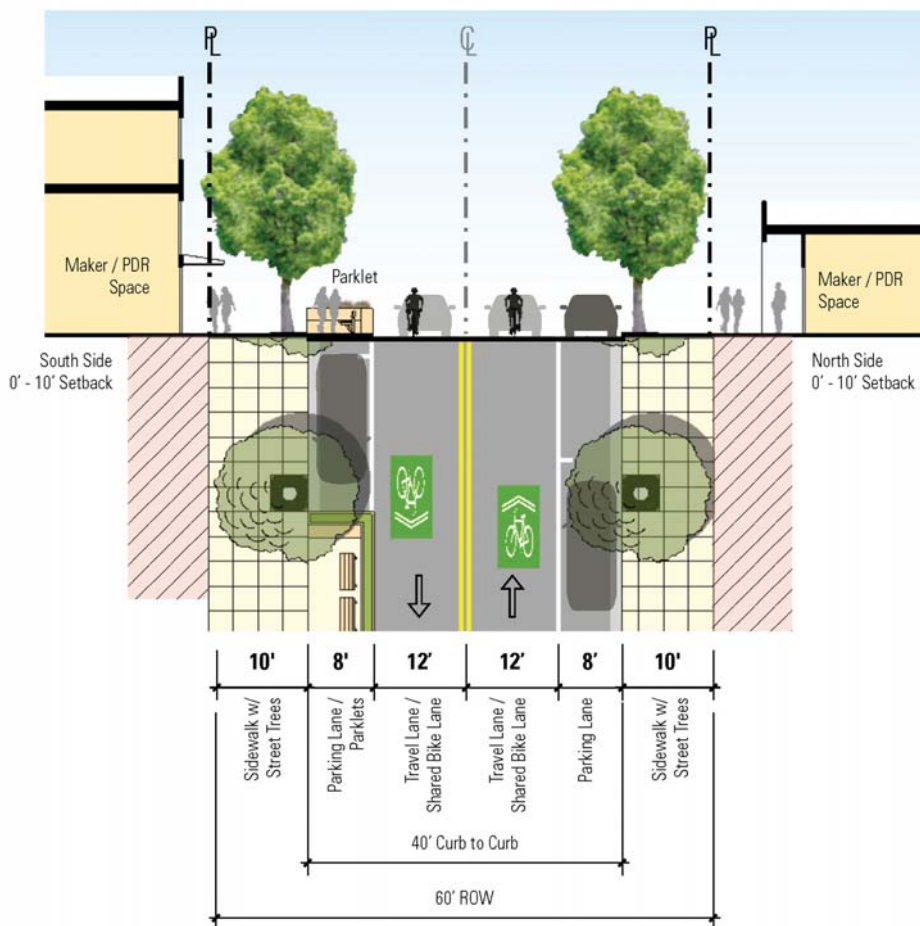 PL
CL
PL
Maker / PDR
Space
Parklet
Maker / PDR
Space
South Side
0' - 10' Setback
North Side
0' - 10' Setback
10'
8'
12'
12'
8'
10'
Sidewalk w/
Street Trees
Parking Lane /
Parklets
Travel Lane /
Shared Bike Lane
Travel Lane /
Shared Bike Lane
Parking Lane
Sidewalk w/
Street Trees
40' Curb to Curb
60' ROW